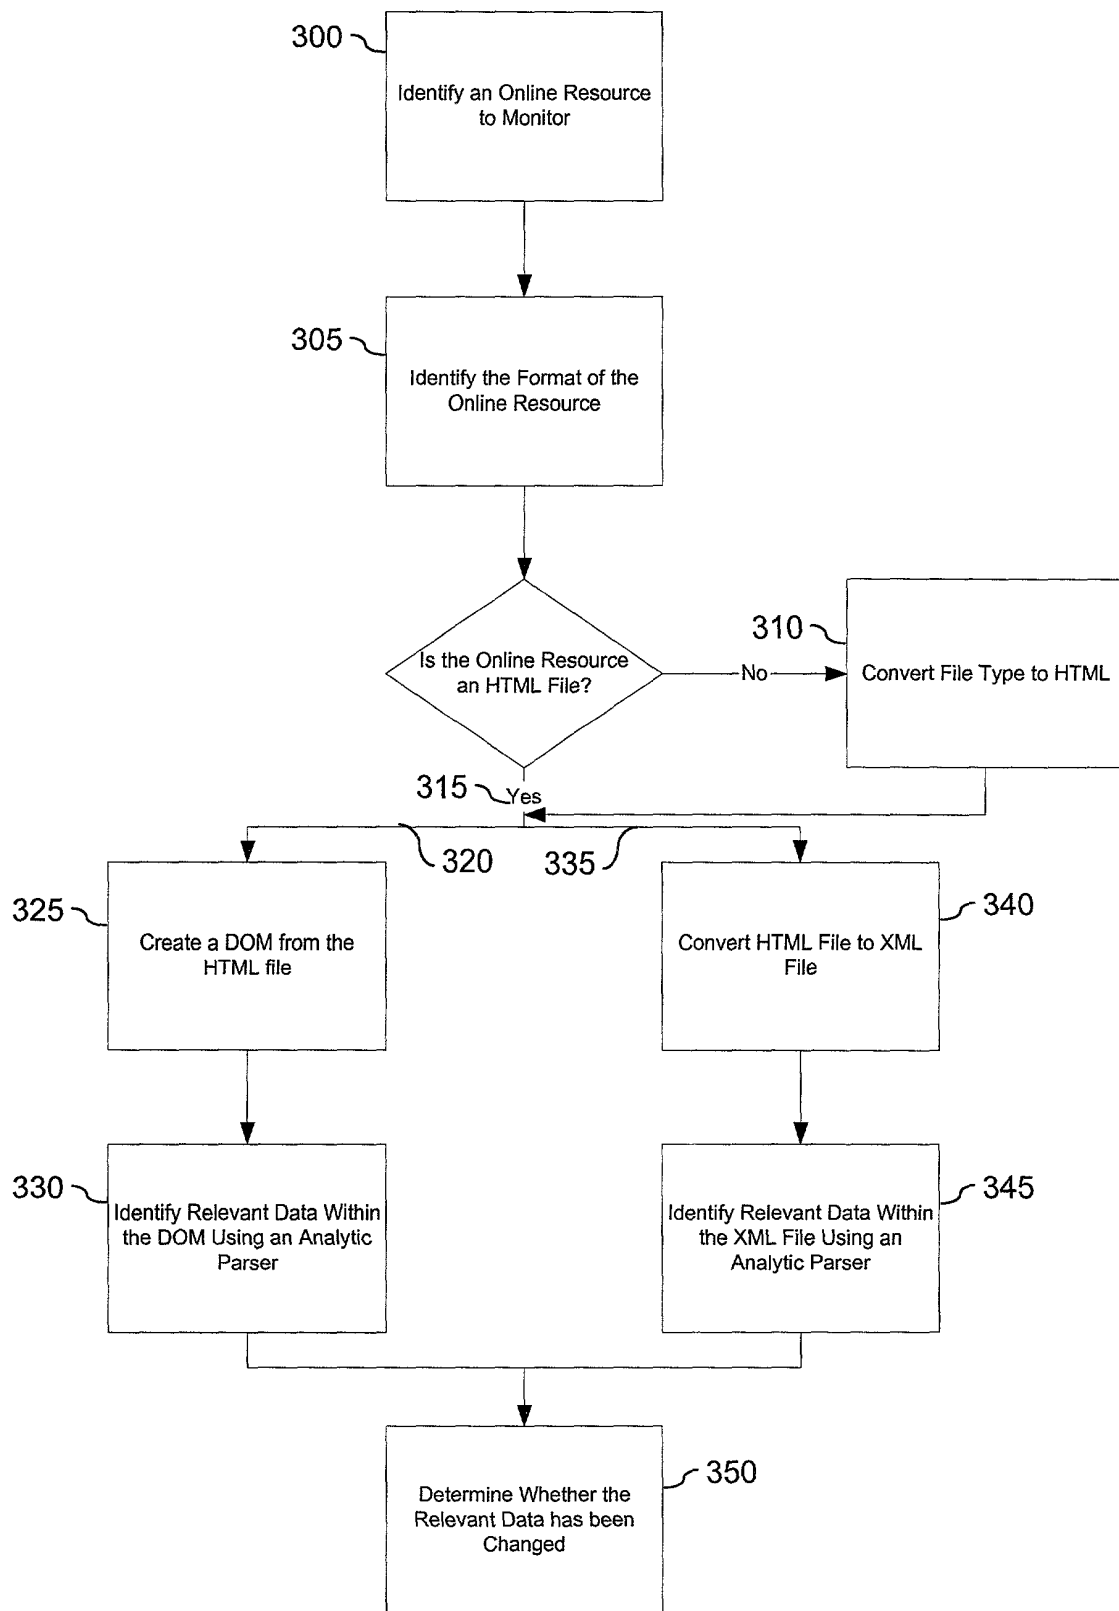 300
Identify an Online Resource
to Monitor
305
Identify the Format of the
Online Resource
Is the Online Resource
an HTML File?
No
310
Convert File Type to HTML
315
Yes
320
335
325
Create a DOM from the
HTML file
340
Convert HTML File to XML
File
330
Identify Relevant Data Within
the DOM Using an Analytic
Parser
345
Identify Relevant Data Within
the XML File Using an
Analytic Parser
350
Determine Whether the
Relevant Data has been
Changed